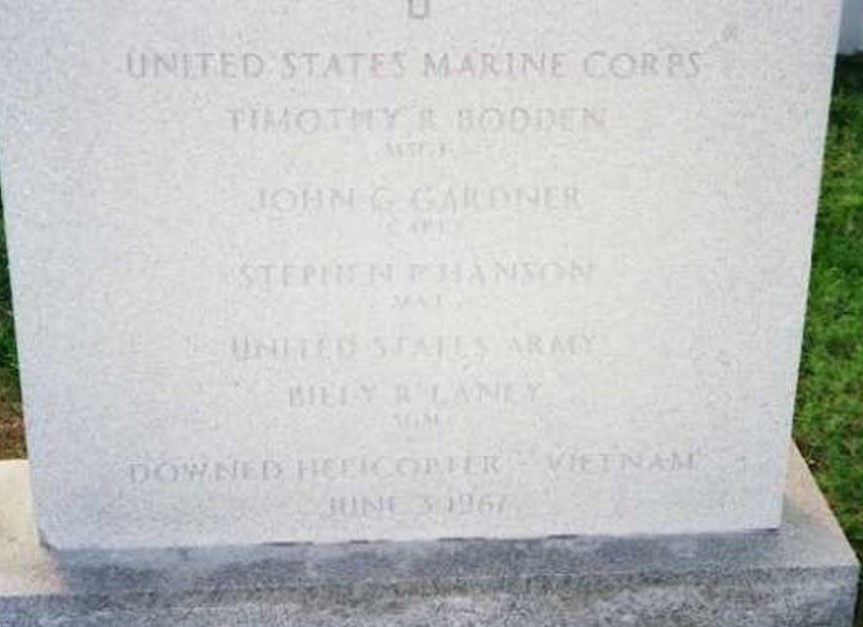 UNITED STATES MARINE CORPS
TIMOTHY R BODDEN
MSGT
JOHN G GARDNER
CAPT
STEPHEN P HANSON
MAJ
UNITED STATES ARMY
BILLY R LANEY
SGM
DOWNED HELICOPTER - VIETNAM
JUNE 3 1967